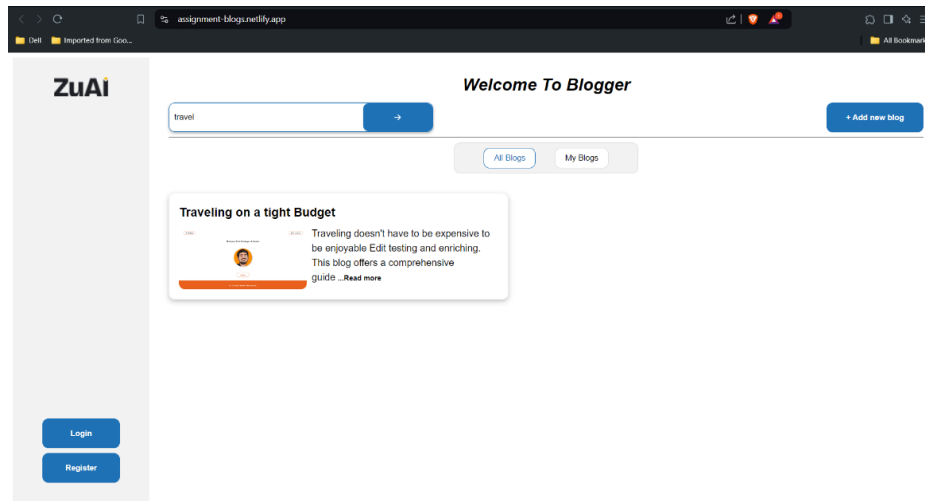 assignment-blogs.netlify.app
Dell Imported from Goo...
All Bookmark
ZuAi
Welcome To Blogger
travel
+ Add new blog
All Blogs My Blogs
Traveling on a tight Budget
Traveling doesn't have to be expensive to
be enjoyable Edit testing and enriching.
This blog offers a comprehensive
guide ...Read more
Login
Register